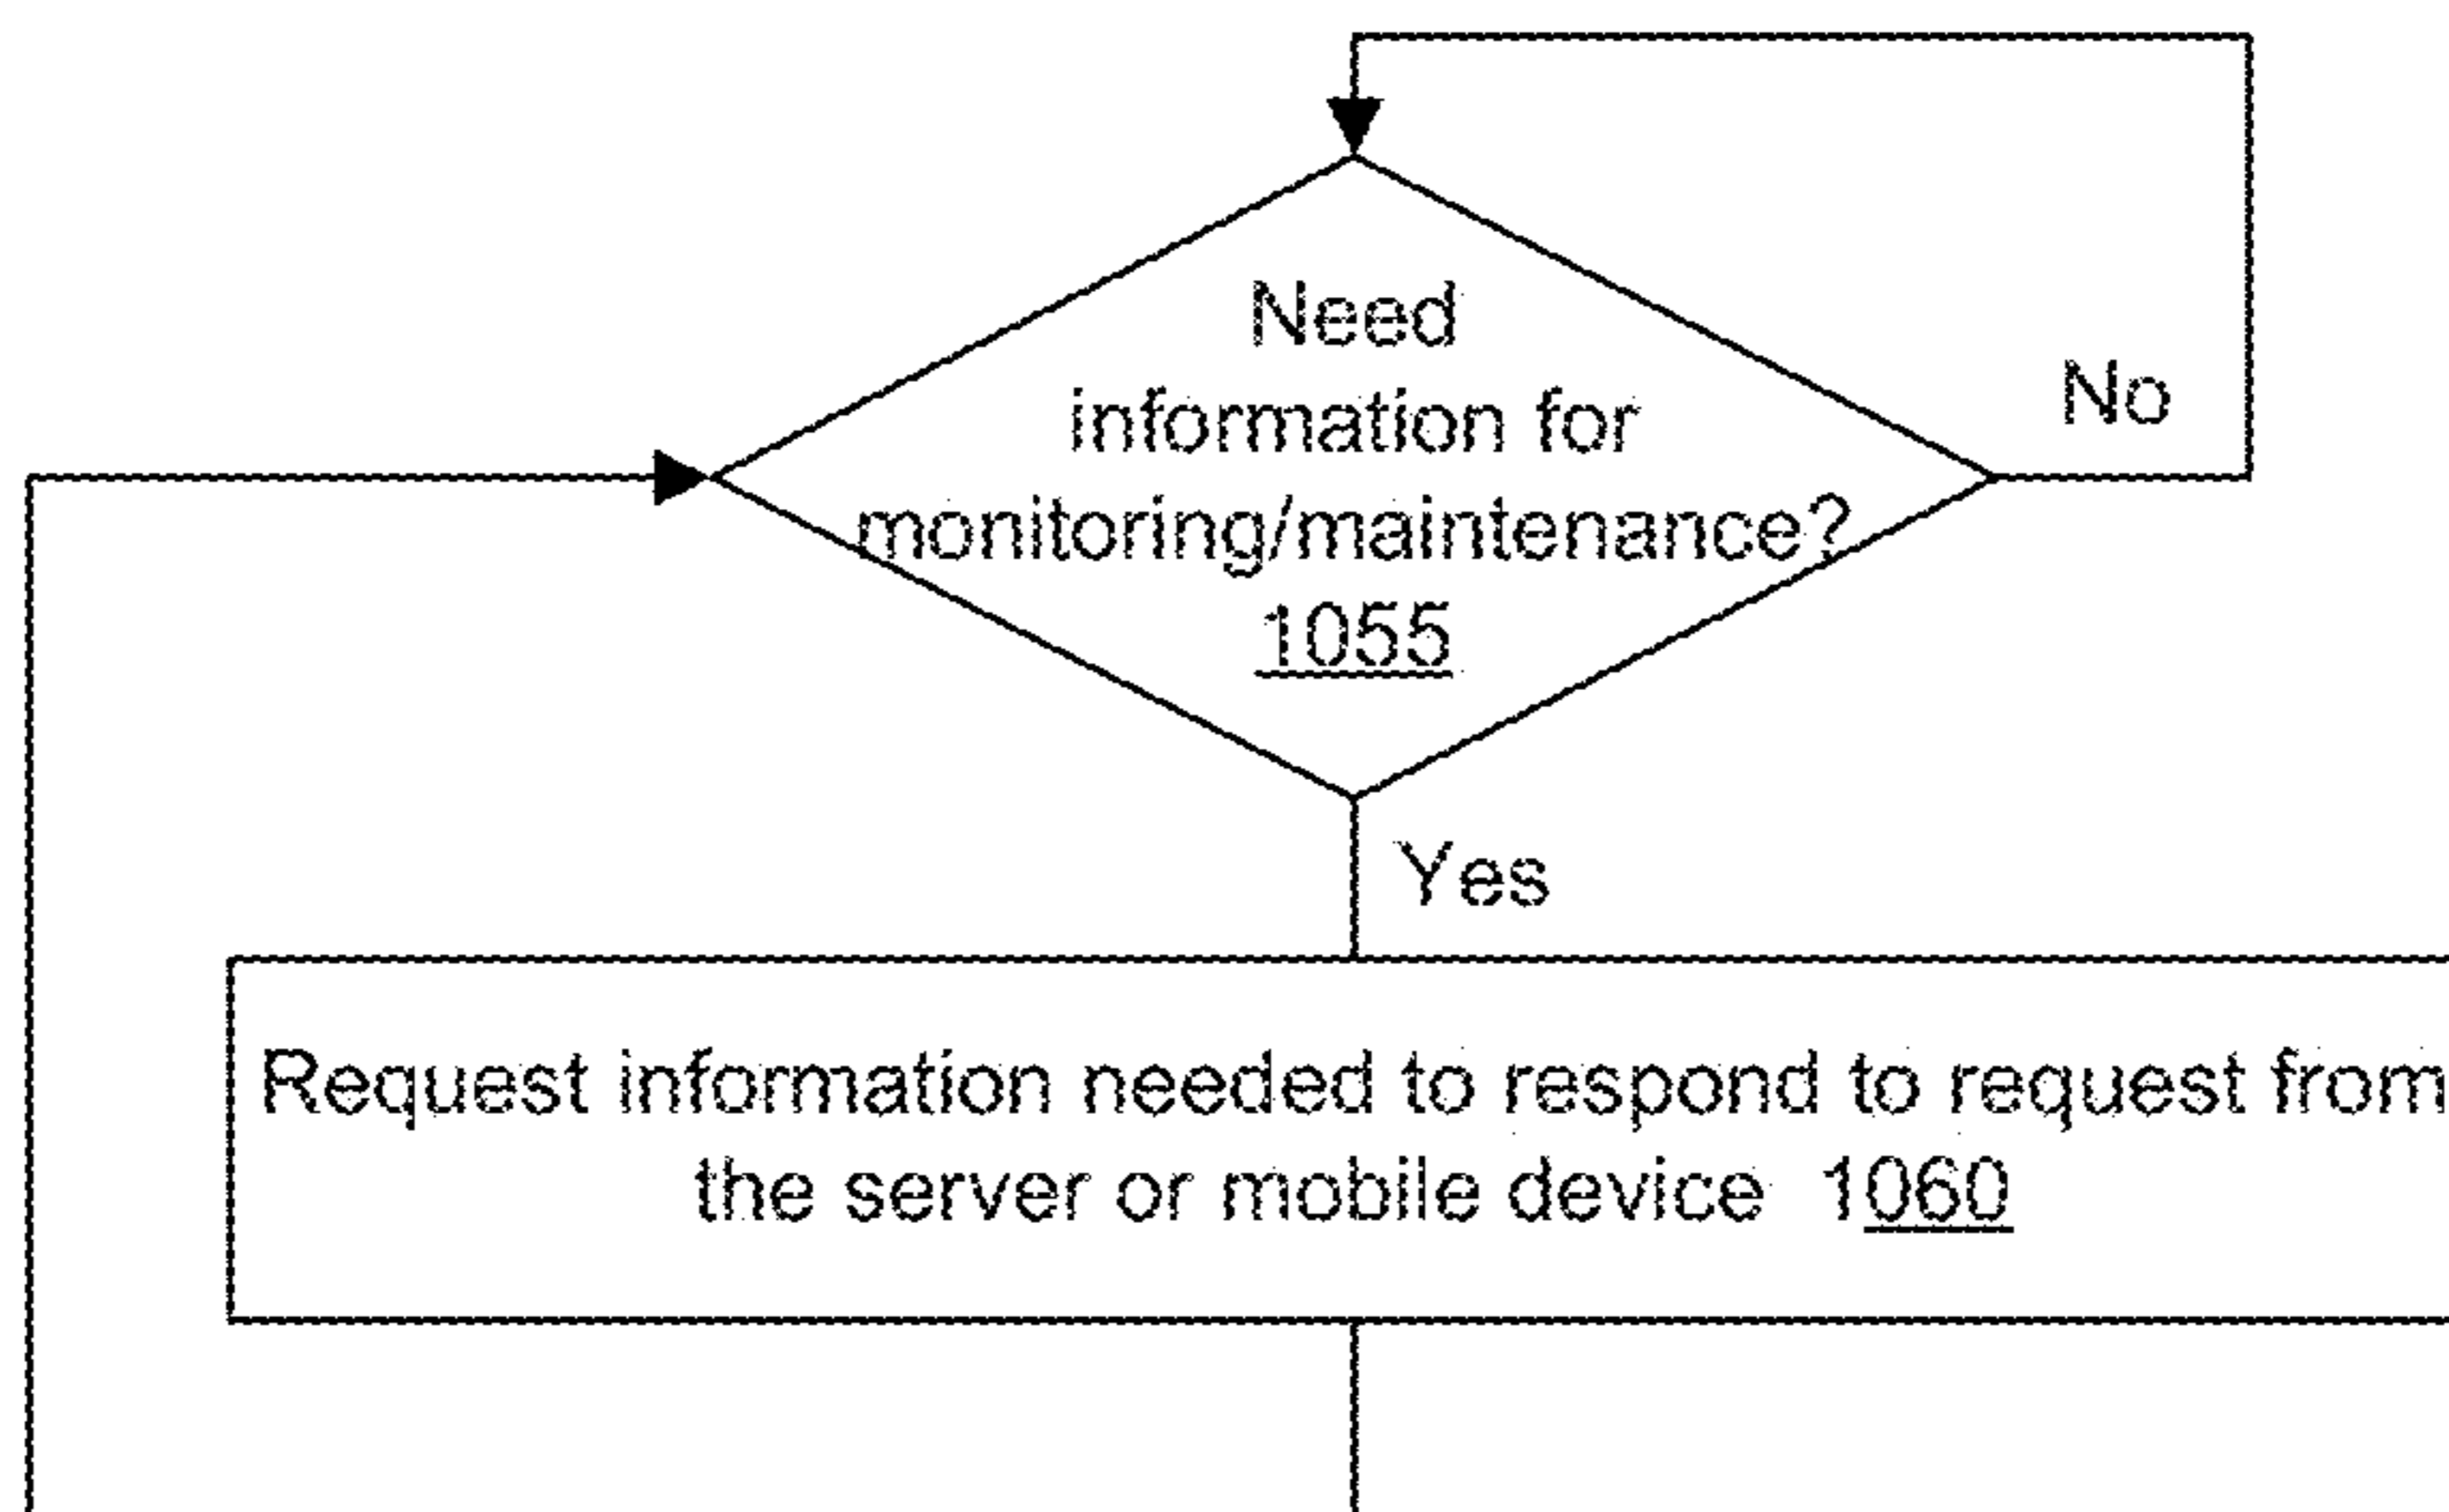 Need
information for
No
monitoring/maintenance?
1055
Yes
Request information needed to respond to request from
the server or mobile device 1060